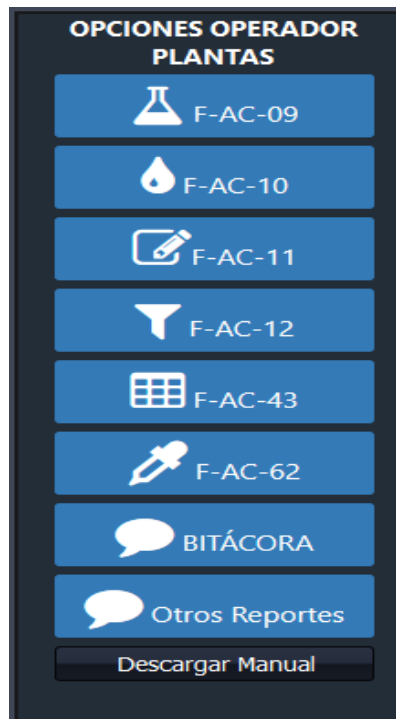 OPCIONES OPERADOR
PLANTAS
F-AC-09
F-AC-10
F-AC-11
F-AC-12
F-AC-43
F-AC-62
BITÁCORA
Otros Reportes
Descargar Manual